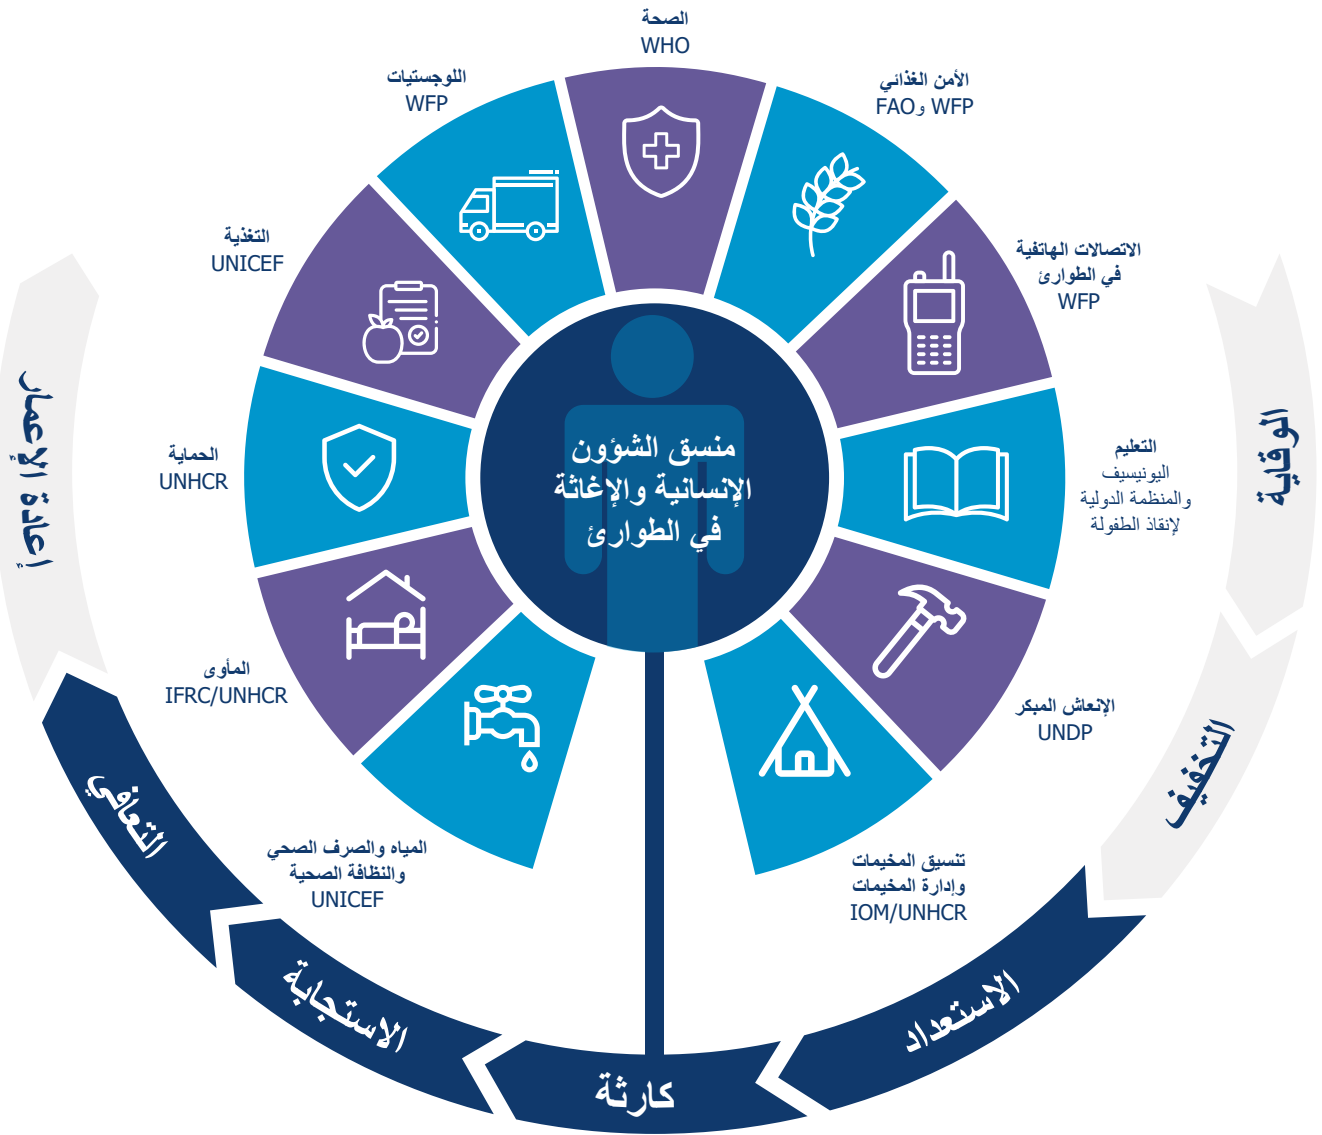 الصحة
WHO
الأمن الغذائي
WFP وFAO
الاتصالات الهاتفية
في الطوارئ
WFP
التعليم
اليونيسيف
والمنظمة الدولية
لإنقاذ الطفولة
الإنعاش المبكر
UNDP
تنسيق المخيمات
وإدارة المخيمات
IOM/UNHCR
المياه والصرف الصحي
والنظافة الصحية
UNICEF
المأوى
IFRC/UNHCR
الحماية
UNHCR
التغذية
UNICEF
اللوجستيات
WFP
منسق الشؤون
الإنسانية والإغاثة
في الطوارئ
الوقاية
التخفيف
الاستعداد
كارثة
الاستجابة
التعافي
إعادة الإعمار